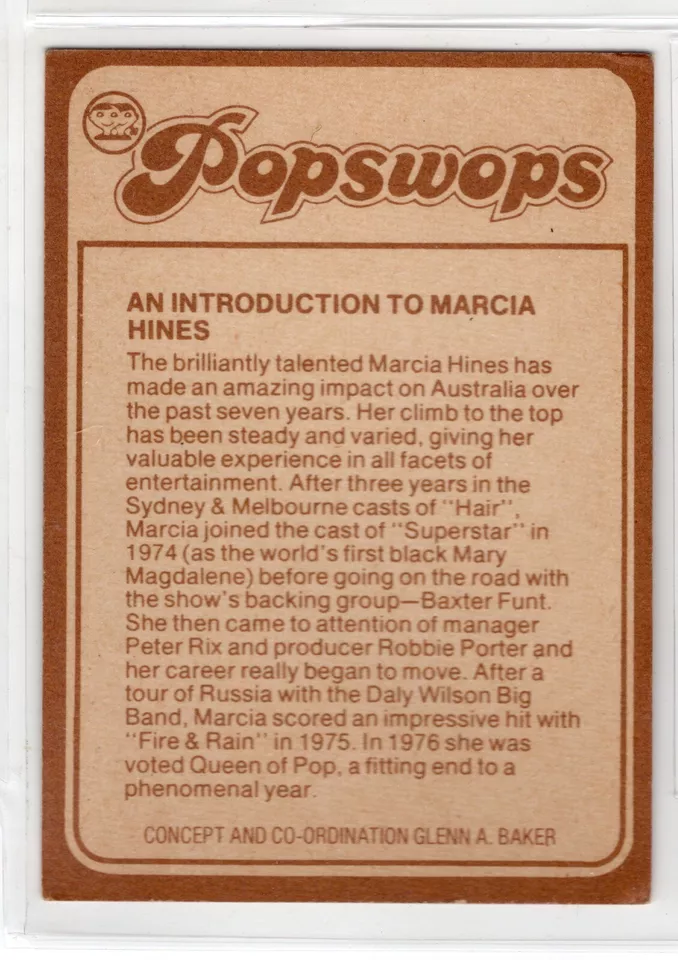 Popswops
AN INTRODUCTION TO MARCIA
HINES
The brilliantly talented Marcia Hines has
made an amazing impact on Australia over
the past seven years. Her climb to the top
has been steady and varied, giving her
valuable experience in all facets of
entertainment. After three years in the
Sydney & Melbourne casts of "Hair",
Marcia joined the cast of "Superstar" in
1974 (as the world's first black Mary
Magdalene) before going on the road with
the show's backing group—Baxter Funt.
She then came to attention of manager
Peter Rix and producer Robbie Porter and
her career really began to move. After a
tour of Russia with the Daly Wilson Big
Band, Marcia scored an impressive hit with
"Fire & Rain" in 1975. In 1976 she was
voted Queen of Pop, a fitting end to a
phenomenal year.
CONCEPT AND CO-ORDINATION GLENN A. BAKER